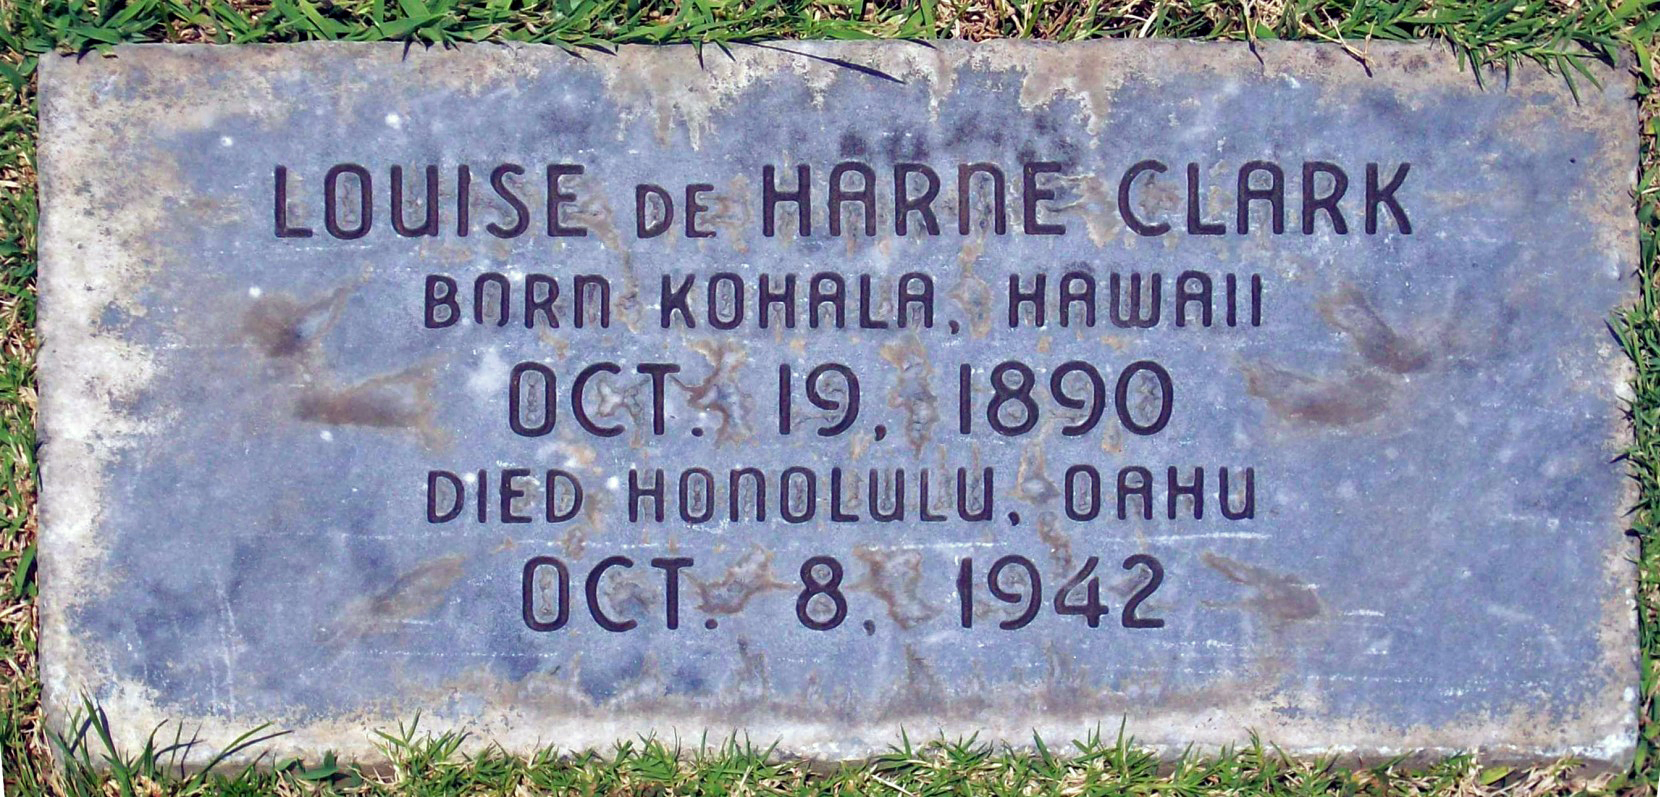 LOUISE DE HARNE CLARK
BORN KOHALA, HAWAII
OCT. 19, 1890
DIED HONOLULU, OAHU
OCT. 8, 1942